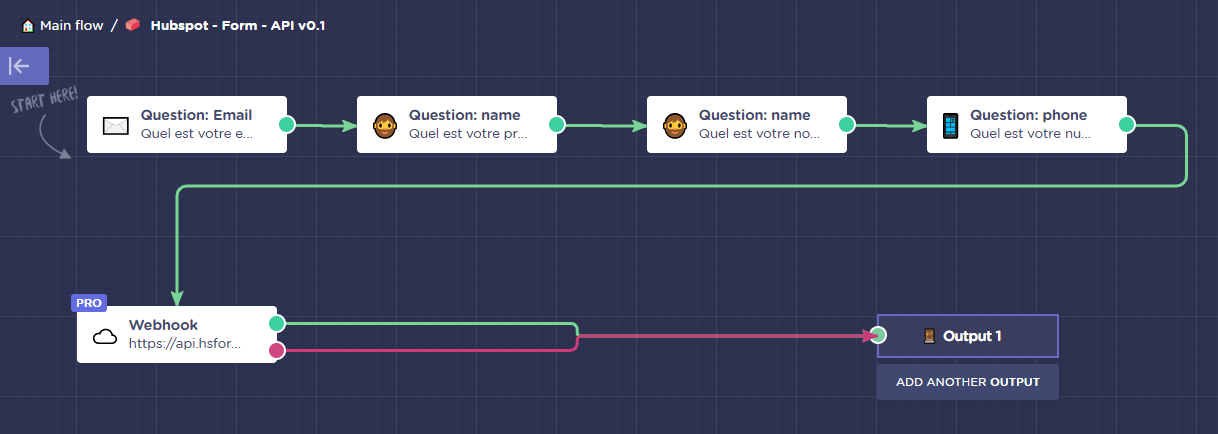 Main flow / Hubspot - Form - API v0.1
START HERE!
Question: Email
Quel est votre e...
Question: name
Quel est votre pr...
Question: name
Quel est votre no...
Question: phone
Quel est votre nu...
PRO
Webhook
https://api.hsfor...
Output 1
ADD ANOTHER OUTPUT